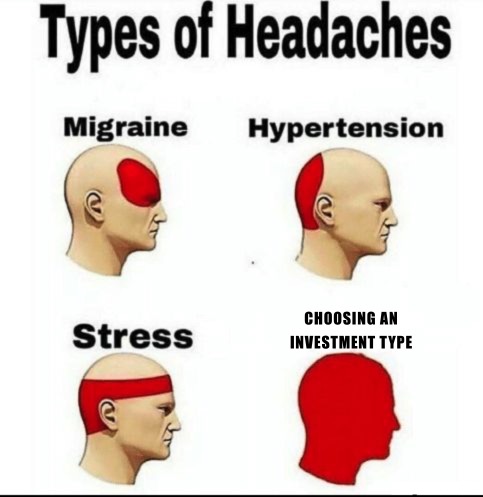 Types of Headaches
Migraine
Hypertension
Stress
CHOOSING AN
INVESTMENT TYPE